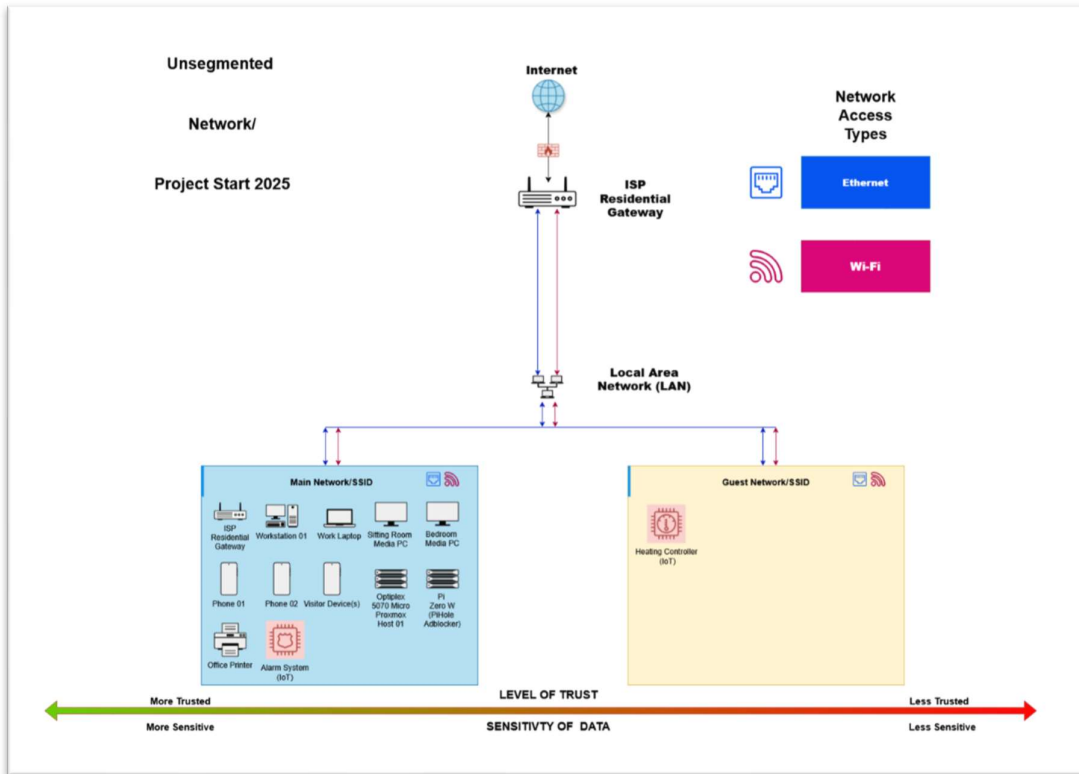 Unsegmented
Network/
Project Start 2025
Internet
ISP
Residential
Gateway
Network
Access
Types
Ethernet
Wi-Fi
Local Area
Network (LAN)
Main Network/SSID
ISP
Residential
Gateway
Workstation 01
Work Laptop
Sitting Room
Media PC
Bedroom
Media PC
Phone 01
Phone 02
Visitor Device(s)
Optiplex
5070 Micro
Proxmox
Host 01
Pi
Zero W
(PiHole
Adblocker)
Office Printer
Alarm System
(IoT)
Guest Network/SSID
Heating Controller
(IoT)
LEVEL OF TRUST
More Trusted
Less Trusted
More Sensitive
SENSITIVTY OF DATA
Less Sensitive